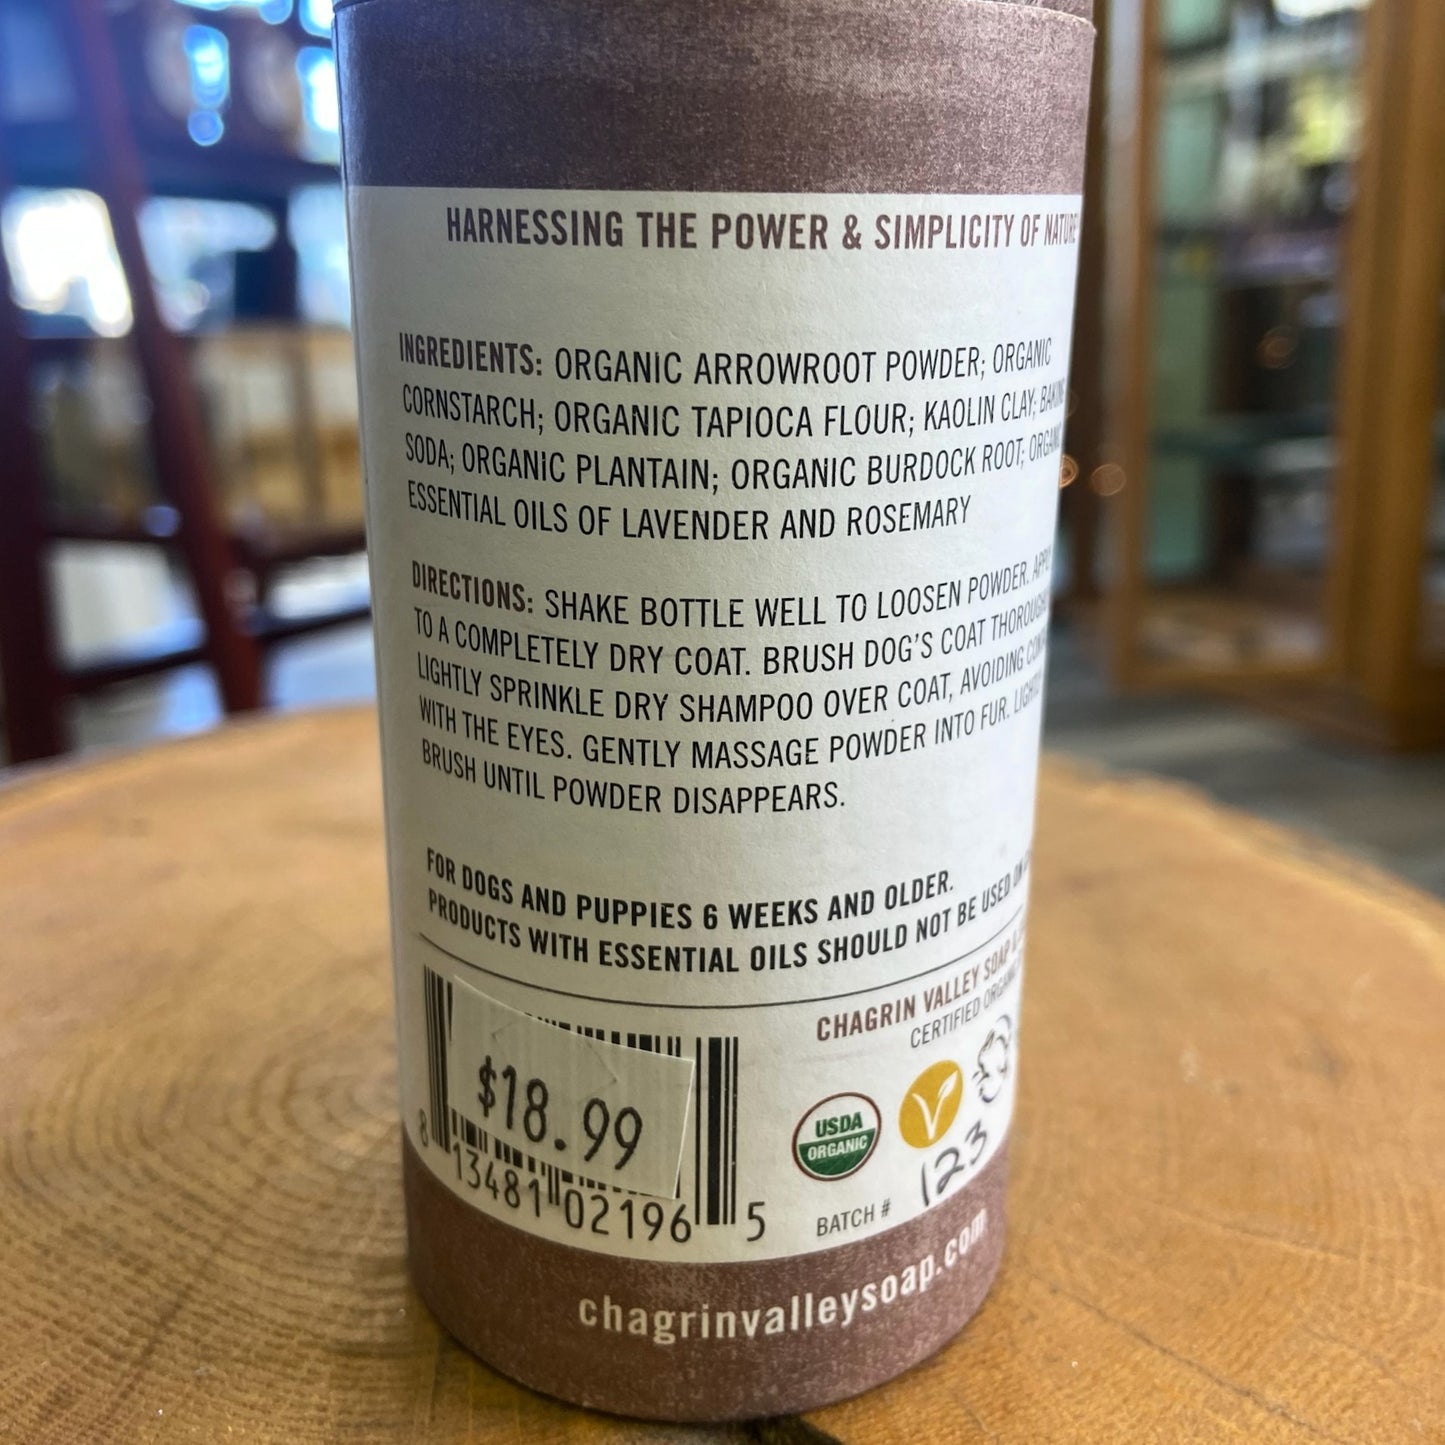 HARNESSING THE POWER & SIMPLICITY OF NATURE
INGREDIENTS: ORGANIC ARROWROOT POWDER; ORGANIC
CORNSTARCH; ORGANIC TAPIOCA FLOUR; KAOLIN CLAY;
SODA; ORGANIC PLANTAIN; ORGANIC BURDOCK ROOT;
ESSENTIAL OILS OF LAVENDER AND ROSEMARY
DIRECTIONS: SHAKE BOTTLE WELL TO LOOSEN POWDER.
TO A COMPLETELY DRY COAT. BRUSH DOG'S COAT
LIGHTLY SPRINKLE DRY SHAMPOO OVER COAT, AVOIDING
WITH THE EYES. GENTLY MASSAGE POWDER INTO FUR.
BRUSH UNTIL POWDER DISAPPEARS.
FOR DOGS AND PUPPIES 6 WEEKS AND OLDER.
PRODUCTS WITH ESSENTIAL OILS SHOULD NOT BE USED ON
CHAGRIN VALLEY SOAP &
CERTIFIED
$18.99
8 13481 02196 5
USDA
ORGANIC
BATCH # 123
chagrinvalleysoap.com